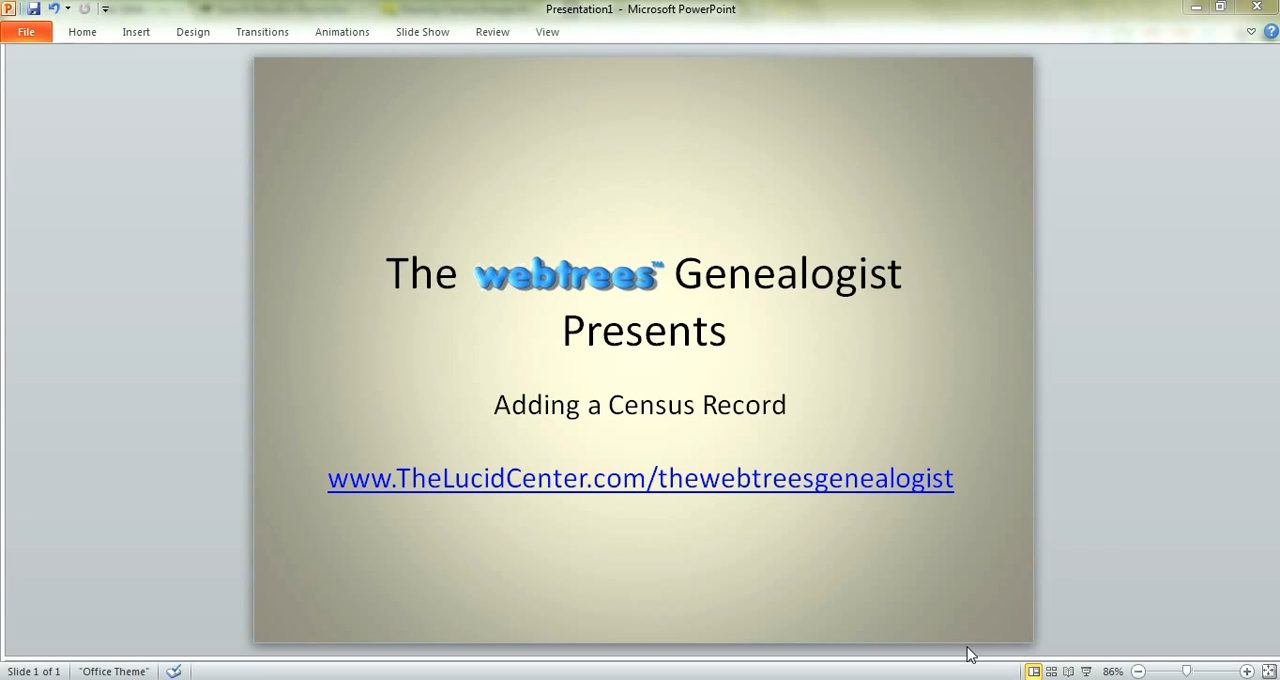 Presentation1 - Microsoft PowerPoint
File Home Insert Design Transitions Animations Slide Show Review View
The webtrees™ Genealogist
Presents
Adding a Census Record
www.TheLucidCenter.com/thewebtreesgenealogist
Slide 1 of 1 "Office Theme" 86%